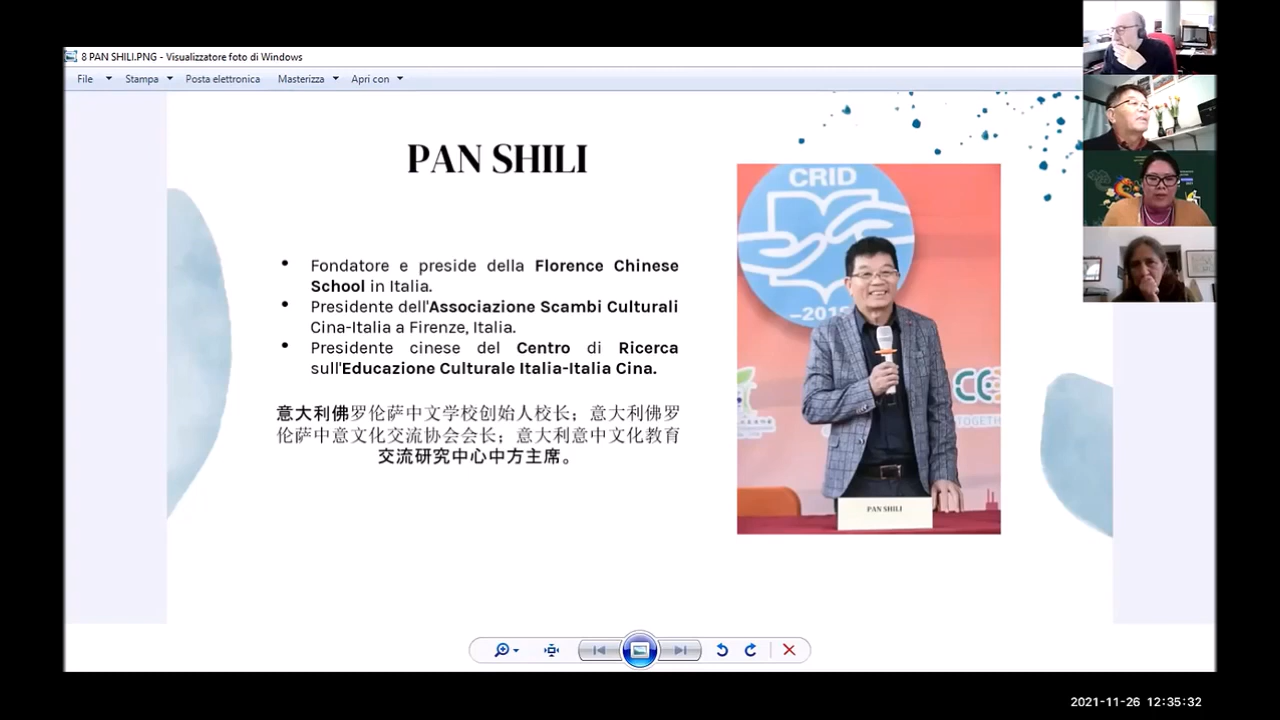 8 PAN SHILI.PNG - Visualizzatore foto di Windows
File Stampa Posta elettronica Masterizza Apri con
PAN SHILI
• Fondatore e preside della Florence Chinese
School in Italia.
• Presidente dell'Associazione Scambi Culturali
Cina-Italia a Firenze, Italia.
• Presidente cinese del Centro di Ricerca
sull'Educazione Culturale Italia-Italia Cina.
意大利佛罗伦萨中文学校创始人校长；意大利佛罗
伦萨中意文化交流协会会长；意大利意中文化教育
交流研究中心中方主席。
CRID
TOGETH
PAN SHILI
2021-11-26 12:35:32